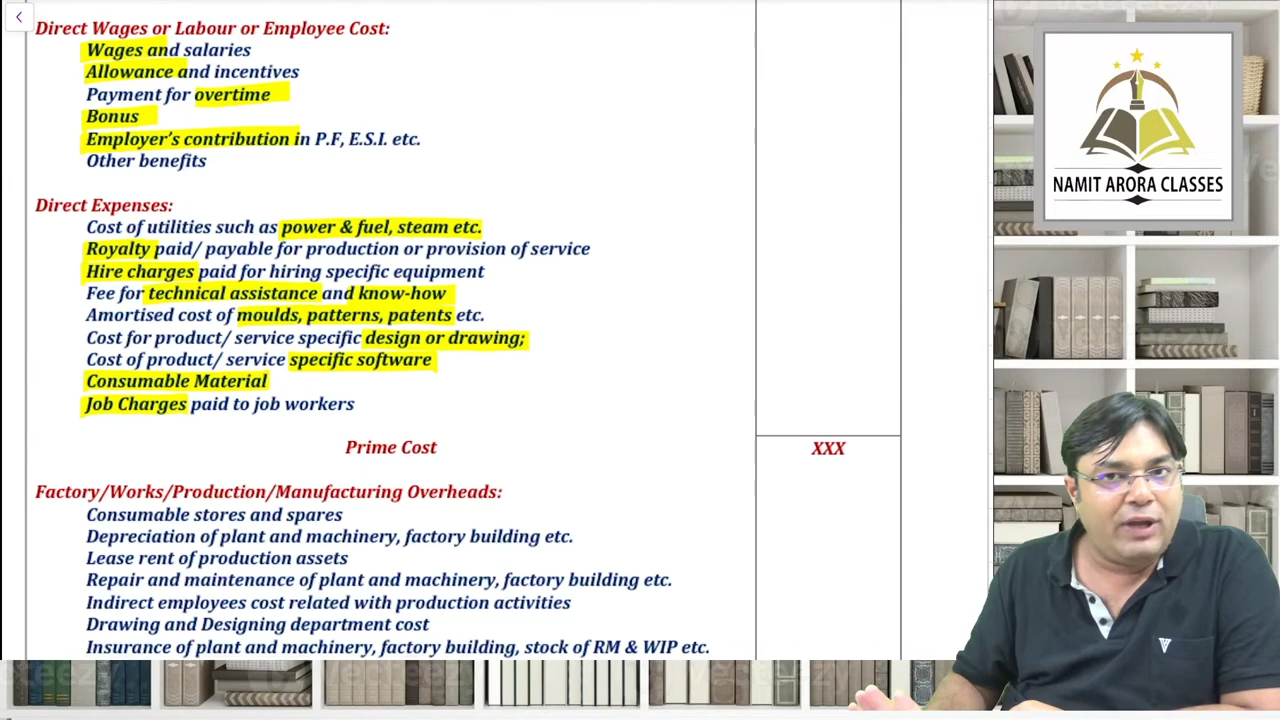 Direct Wages or Labour or Employee Cost:
Wages and salaries
Allowance and incentives
Payment for overtime
Bonus
Employer's contribution in P.F, E.S.I. etc.
Other benefits
Direct Expenses:
Cost of utilities such as power & fuel, steam etc.
Royalty paid/ payable for production or provision of service
Hire charges paid for hiring specific equipment
Fee for technical assistance and know-how
Amortised cost of moulds, patterns, patents etc.
Cost for product/ service specific design or drawing;
Cost of product/ service specific software
Consumable Material
Job Charges paid to job workers
Prime Cost XXX
Factory/Works/Production/Manufacturing Overheads:
Consumable stores and spares
Depreciation of plant and machinery, factory building etc.
Lease rent of production assets
Repair and maintenance of plant and machinery, factory building etc.
Indirect employees cost related with production activities
Drawing and Designing department cost
Insurance of plant and machinery, factory building, stock of RM & WIP etc.
NAMIT ARORA CLASSES